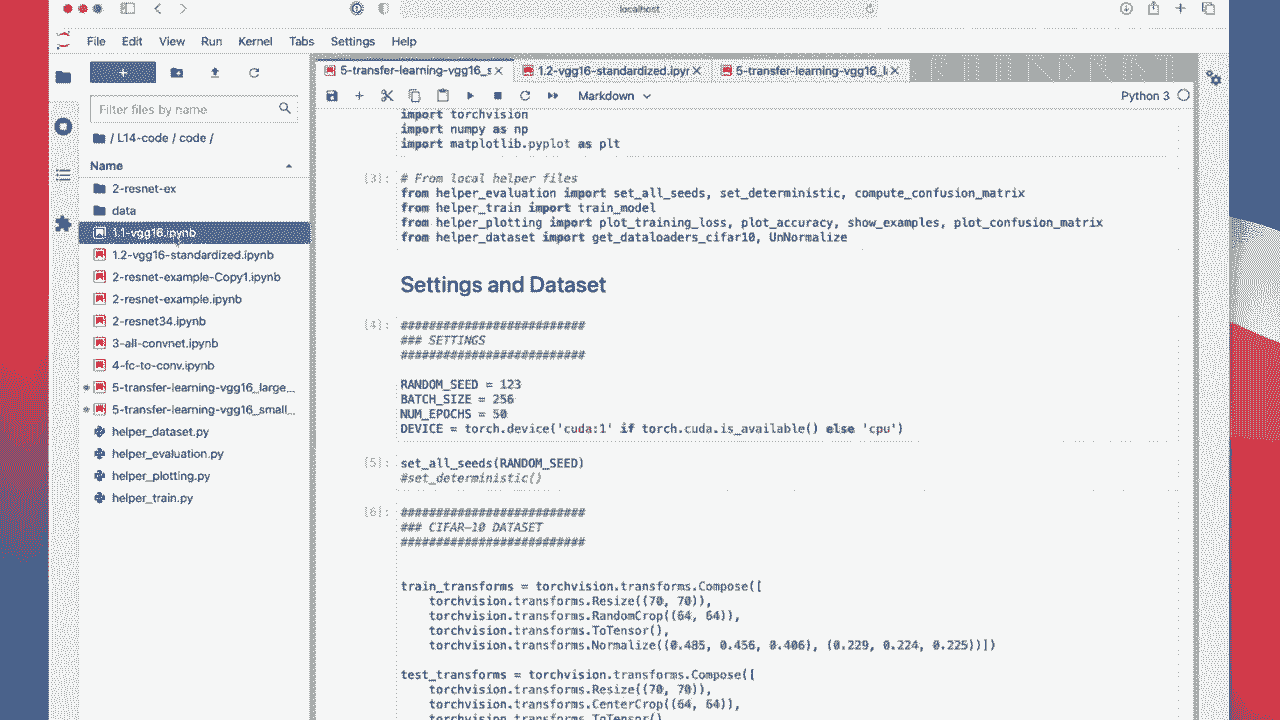 localhost
File Edit View Run Kernel Tabs Settings Help
5-transfer-learning-vgg16_s
1.2-vgg16-standardized.ipyr
5-transfer-learning-vgg16_l
Markdown
Python 3
Filter files by name
/ L14-code / code /
Name
2-resnet-ex
data
1.1-vgg16.ipynb
1.2-vgg16-standardized.ipynb
2-resnet-example-Copy1.ipynb
2-resnet-example.ipynb
2-resnet34.ipynb
3-all-convnet.ipynb
4-fc-to-conv.ipynb
5-transfer-learning-vgg16_large_...
5-transfer-learning-vgg16_small_...
helper_dataset.py
helper_evaluation.py
helper_plotting.py
helper_train.py
import torchvision
import numpy as np
import matplotlib.pyplot as plt
[3]: # From local helper files
from helper_evaluation import set_all_seeds, set_deterministic, compute_confusion_matrix
from helper_train import train_model
from helper_plotting import plot_training_loss, plot_accuracy, show_examples, plot_confusion_matrix
from helper_dataset import get_dataloaders_cifar10, UnNormalize
Settings and Dataset
[4]: ##########################
### SETTINGS
##########################
RANDOM_SEED = 123
BATCH_SIZE = 256
NUM_EPOCHS = 50
DEVICE = torch.device('cuda:1' if torch.cuda.is_available() else 'cpu')
[5]: set_all_seeds(RANDOM_SEED)
#set_deterministic()
[6]: ##########################
### CIFAR-10 DATASET
##########################
train_transforms = torchvision.transforms.Compose([
torchvision.transforms.Resize((70, 70)),
torchvision.transforms.RandomCrop((64, 64)),
torchvision.transforms.ToTensor(),
torchvision.transforms.Normalize((0.485, 0.456, 0.406), (0.229, 0.224, 0.225))])
test_transforms = torchvision.transforms.Compose([
torchvision.transforms.Resize((70, 70)),
torchvision.transforms.CenterCrop((64, 64)),
torchvision.transforms.ToTensor()